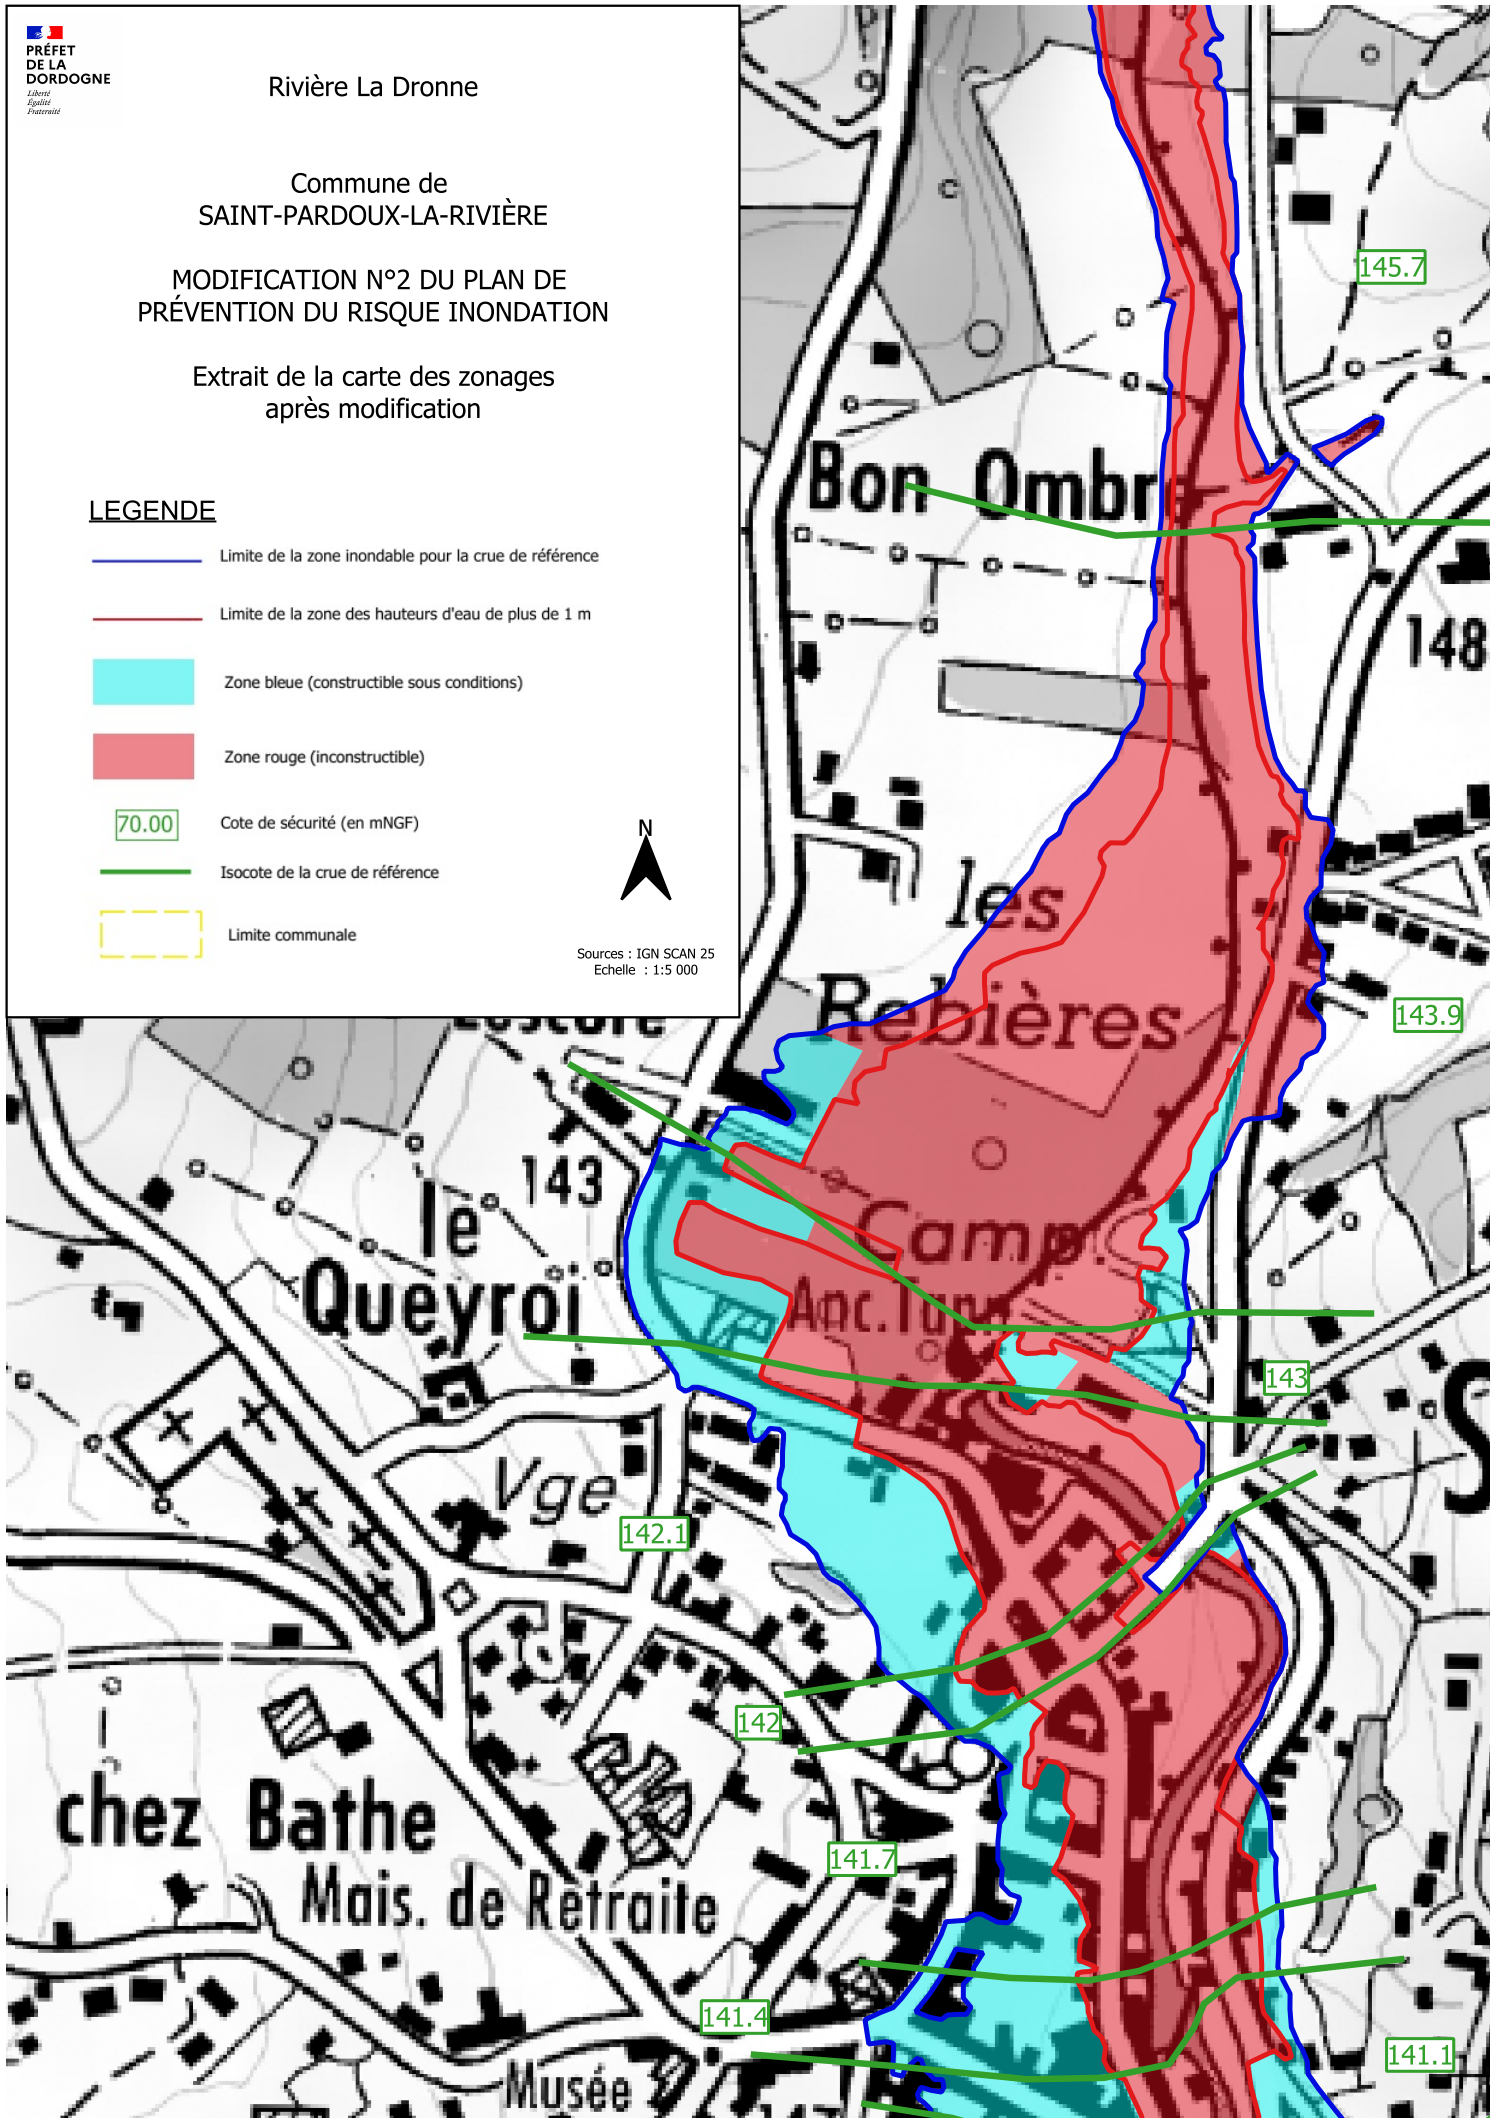 PRÉFET
DE LA
DORDOGNE
Liberté
Égalité
Fraternité
Rivière La Dronne
Commune de
SAINT-PARDOUX-LA-RIVIÈRE
MODIFICATION N°2 DU PLAN DE
PRÉVENTION DU RISQUE INONDATION
Extrait de la carte des zonages
après modification
LEGENDE
Limite de la zone inondable pour la crue de référence
Limite de la zone des hauteurs d'eau de plus de 1 m
Zone bleue (constructible sous conditions)
Zone rouge (inconstructible)
70.00
Cote de sécurité (en mNGF)
Isocote de la crue de référence
Limite communale
N
Sources : IGN SCAN 25
Echelle : 1:5 000
145.7
Bon Ombre
148
les
Rebières
143.9
143
le
Queyroi
Camp.
Anc.Tunn
143
Vge
142.1
S
142
chez Bathe
141.7
Mais. de Retraite
141.4
141.1
Musée